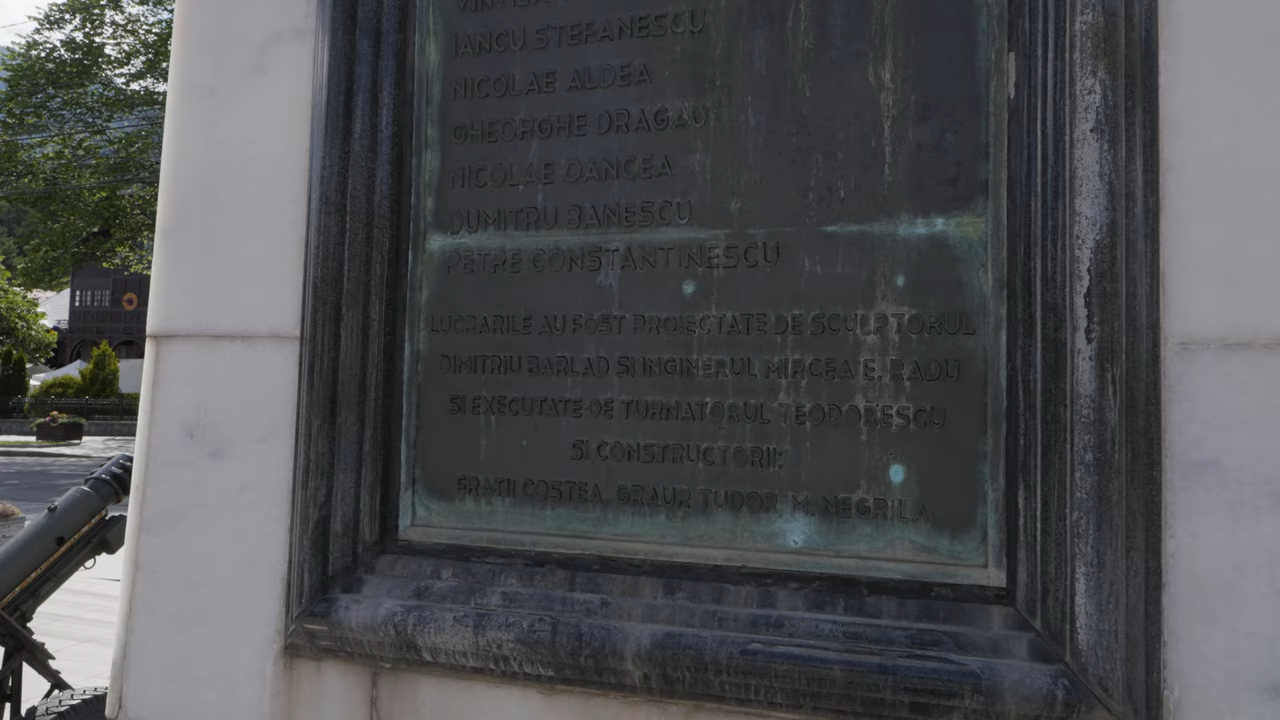 IANCU STEFANESCU
NICOLAE ALDEA
GHEORGHE DRAGAU
NICOLAE OANCEA
DUMITRU BANESCU
PETRE CONSTANTINESCU
LUCRARILE AU FOST PROIECTATE DE SCULPTORUL
DIMITRIU BARLAD SI INGINERUL MIRCEA E. RADU
SI EXECUTATE DE TURNATORUL TEODORESCU
SI CONSTRUCTORII:
FRATII COSTEA, GRAUR TUDOR, M. NEGRILA